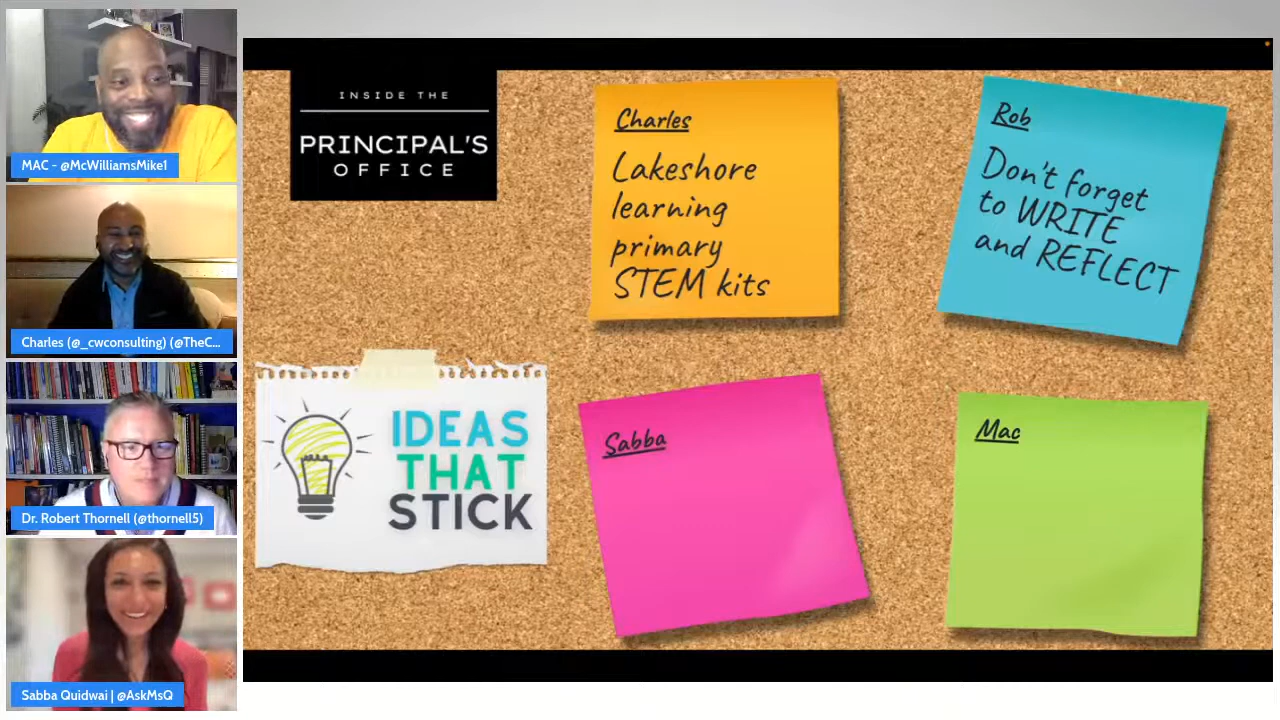 MAC - @McWilliamsMike1
Charles (@_cwconsulting) (@TheC...
Dr. Robert Thornell (@thornell5)
Sabba Quidwai | @AskMsQ
INSIDE THE
PRINCIPAL'S
OFFICE
IDEAS
THAT
STICK
Charles
Lakeshore
learning
primary
STEM kits
Rob
Don't forget
to WRITE
and REFLECT
Sabba
Mac